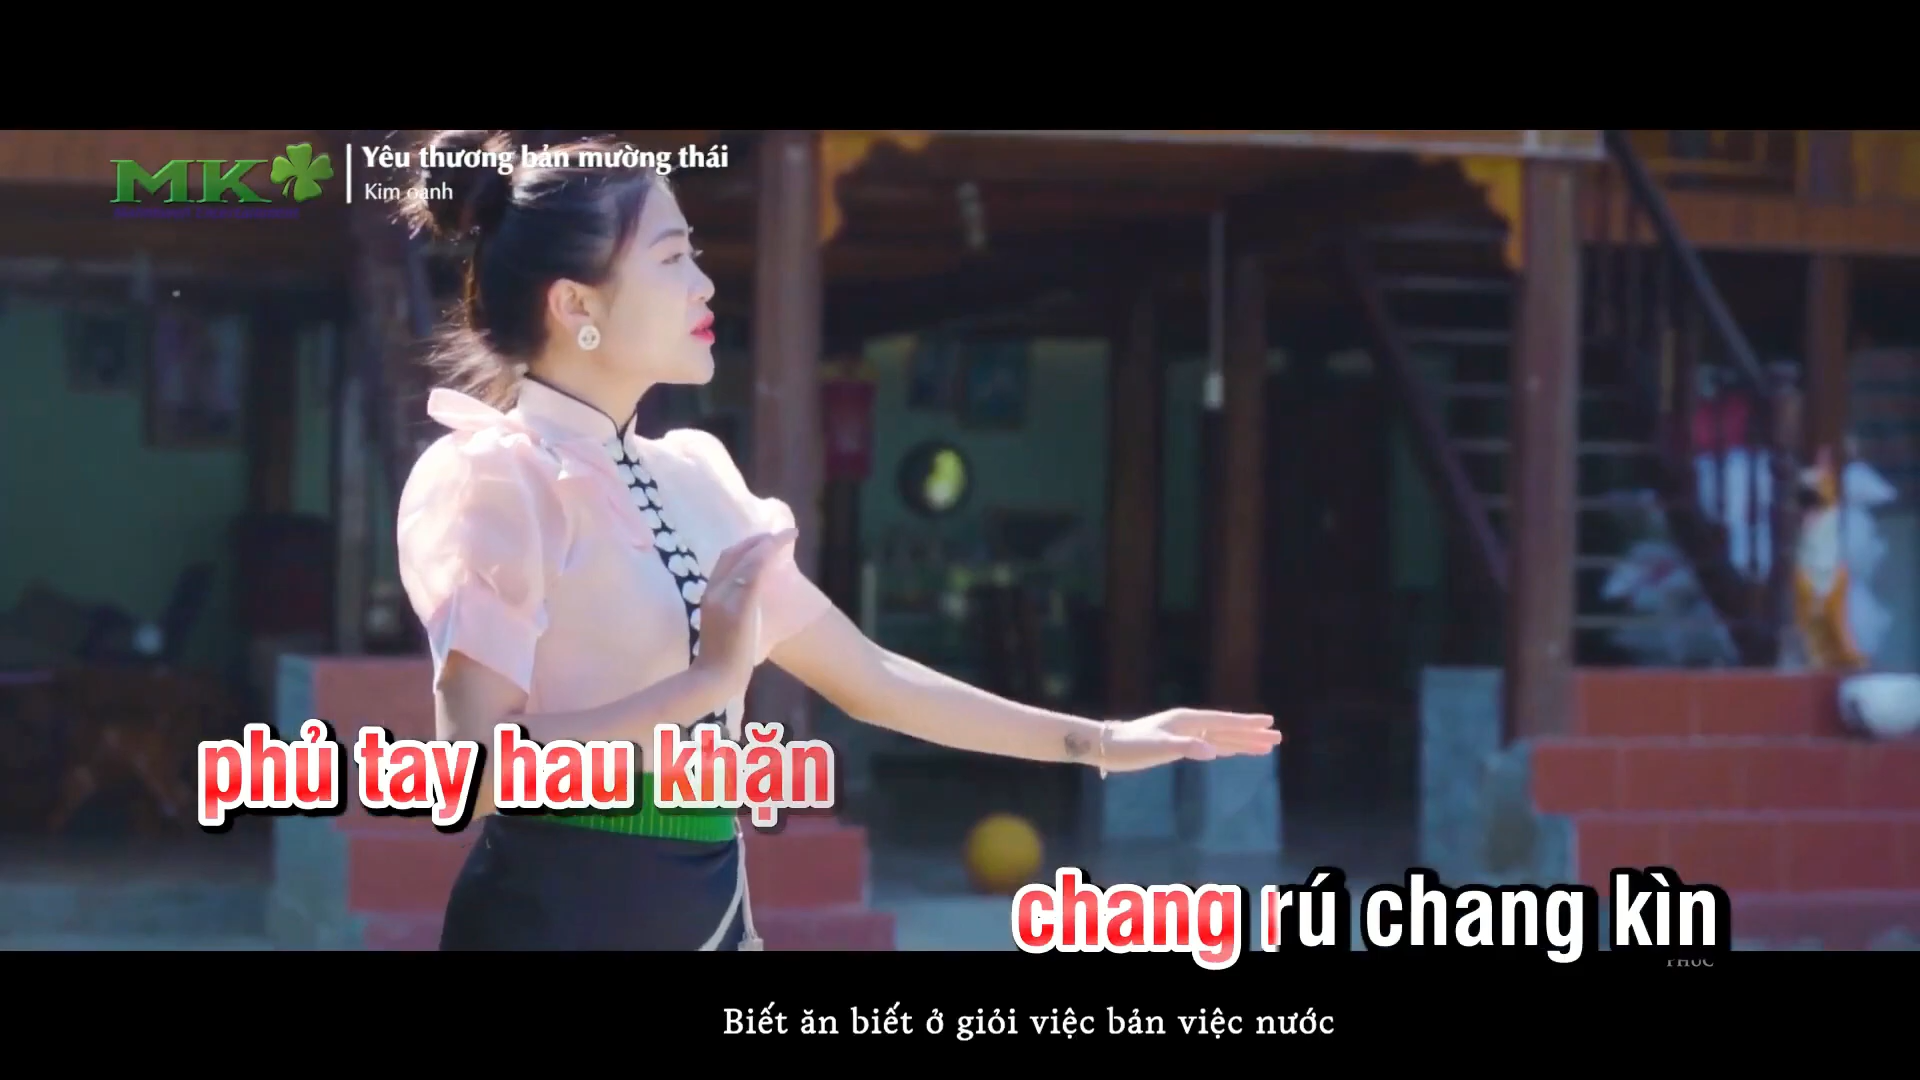 MK
Yêu thương bản mường thái
Kim oanh
phủ tay hau khặn
chang rú chang kìn
PHÚC
Biết ăn biết ở giỏi việc bản việc nước